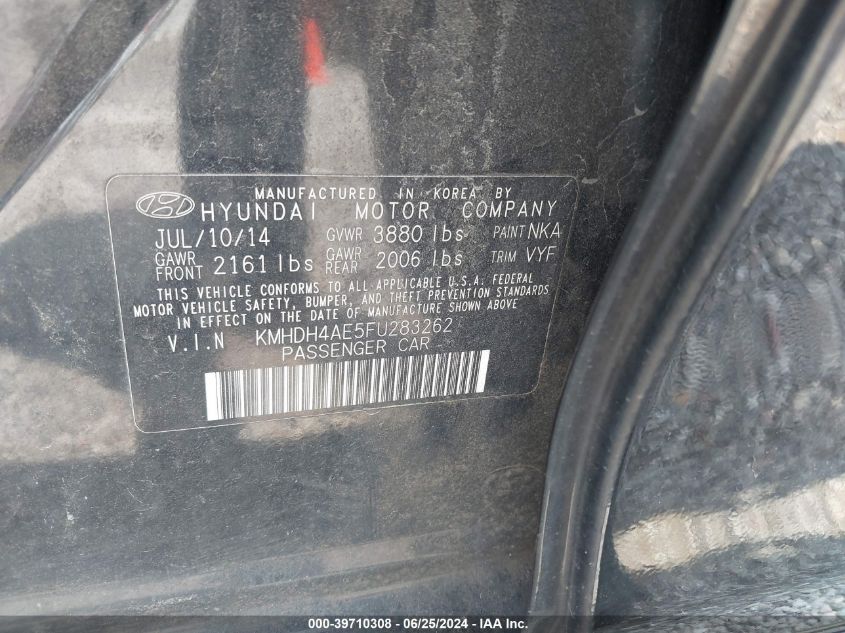 MANUFACTURED IN KOREA BY
HYUNDAI MOTOR COMPANY
JUL/10/14 GVWR 3880 lbs PAINT NKA
GAWR FRONT 2161 lbs GAWR REAR 2006 lbs TRIM VYF
THIS VEHICLE CONFORMS TO ALL APPLICABLE U.S.A. FEDERAL
MOTOR VEHICLE SAFETY, BUMPER, AND THEFT PREVENTION STANDARDS
IN EFFECT ON THE DATE OF MANUFACTURE SHOWN ABOVE
V.I.N KMHDH4AE5FU283262
PASSENGER CAR
000-39710308 - 06/25/2024 - IAA Inc.